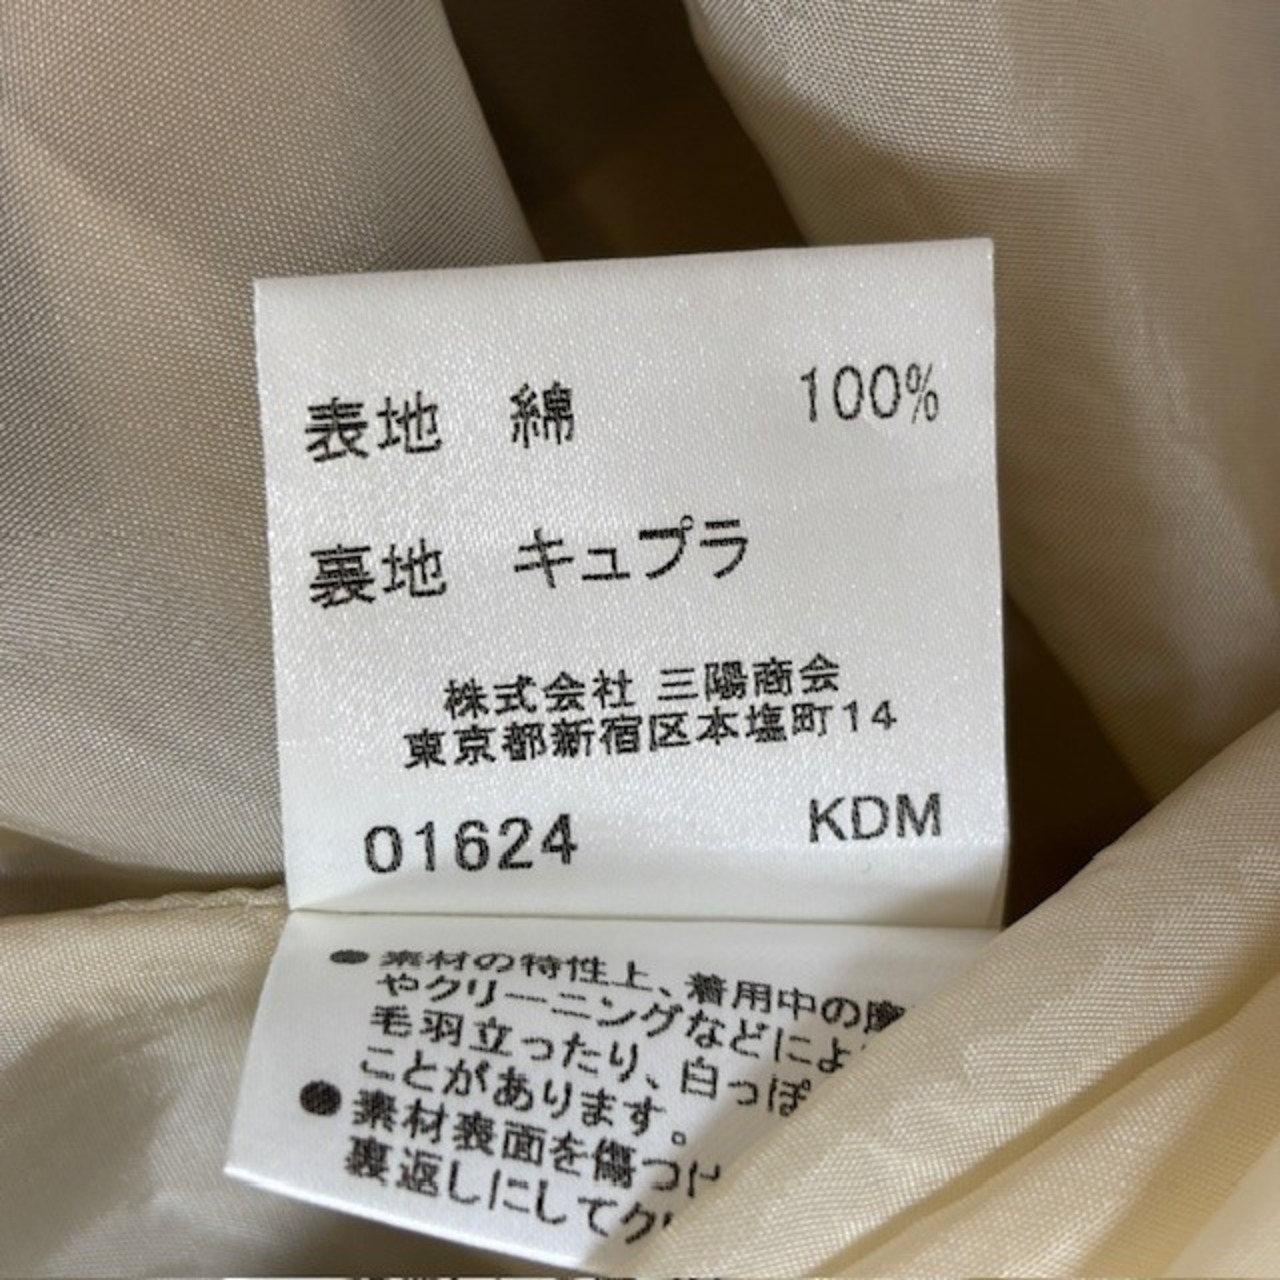 表地 綿 100%
裏地 キュプラ
株式会社 三陽商会
東京都新宿区本塩町14
01624 KDM
●素材の特性上、着用中の摩
やクリーニングなどによ
毛羽立ったり、白っぽ
ことがあります。
●素材表面を傷つけ
裏返しにしてク